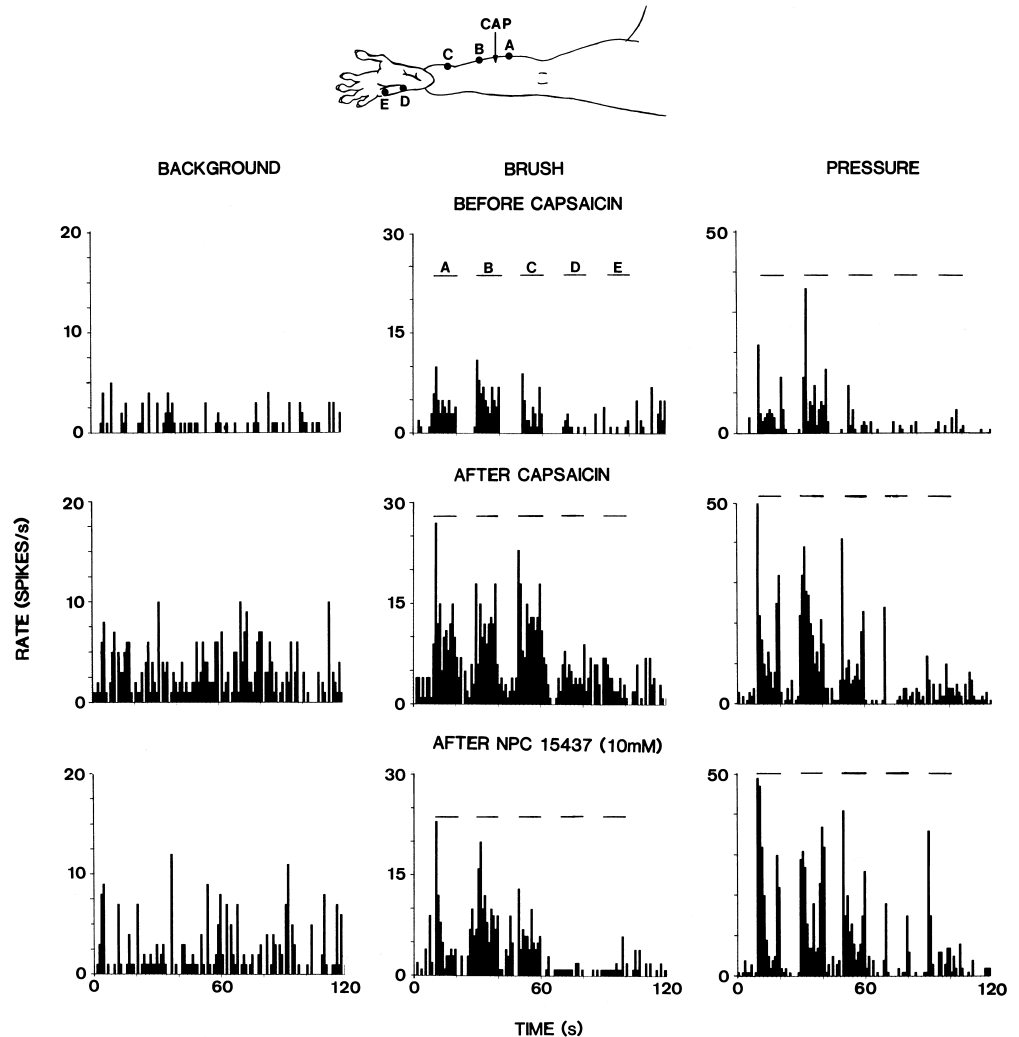 CAP
C B A
E D
BACKGROUND BRUSH PRESSURE
BEFORE CAPSAICIN
20 30 50
A B C D E
10 15
0 0 0
AFTER CAPSAICIN
20 30 50
10 15
0 0 0
RATE (SPIKES/s)
AFTER NPC 15437 (10mM)
20 30 50
10 15
0 0 0
0 120 60 120 0 60 120
TIME (s)